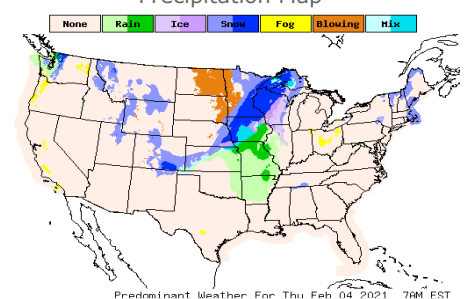 Precipitation Map
None Rain Ice Snow Fog Blowing Mix
Predominant Weather For Thu Feb 04 2021 7AM EST